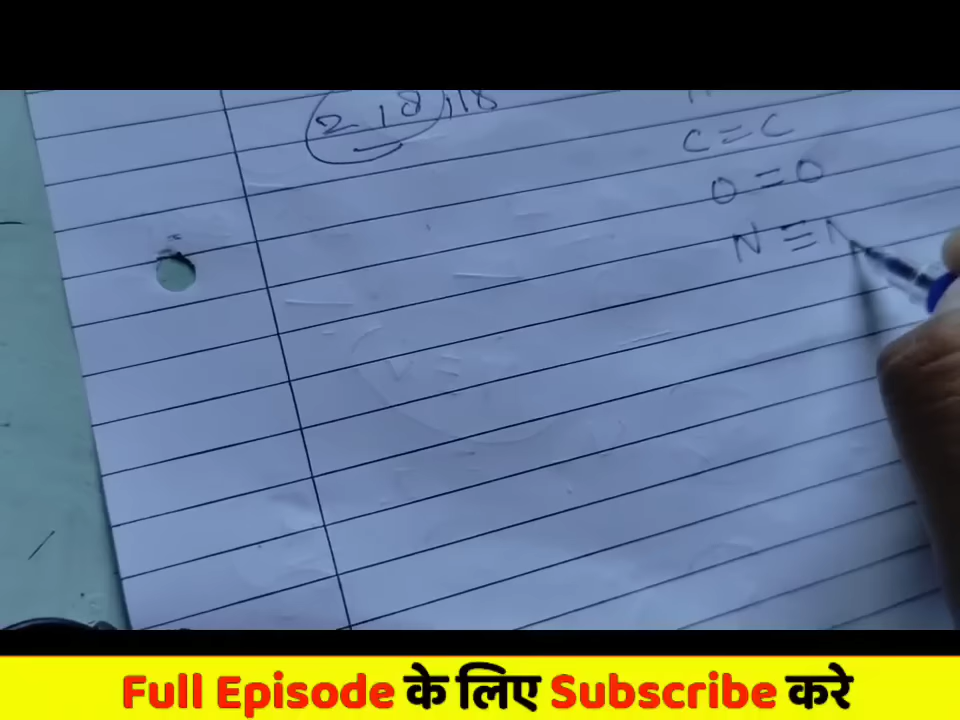 2, 8, 18
C = C
O = O
N ≡ N
Full Episode के लिए Subscribe करे